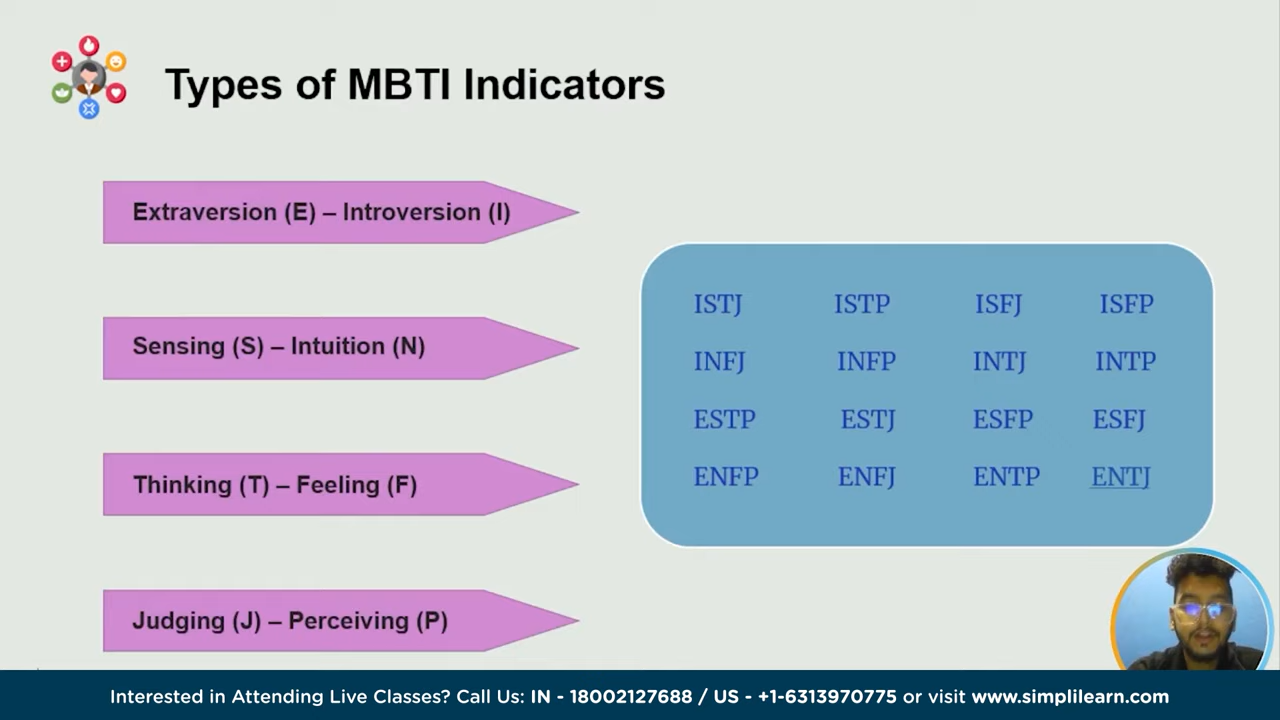 Types of MBTI Indicators
Extraversion (E) – Introversion (I)
Sensing (S) – Intuition (N)
Thinking (T) – Feeling (F)
Judging (J) – Perceiving (P)
ISTJ ISTP ISFJ ISFP
INFJ INFP INTJ INTP
ESTP ESTJ ESFP ESFJ
ENFP ENFJ ENTP ENTJ
Interested in Attending Live Classes? Call Us: IN - 18002127688 / US - +1-6313970775 or visit www.simplilearn.com